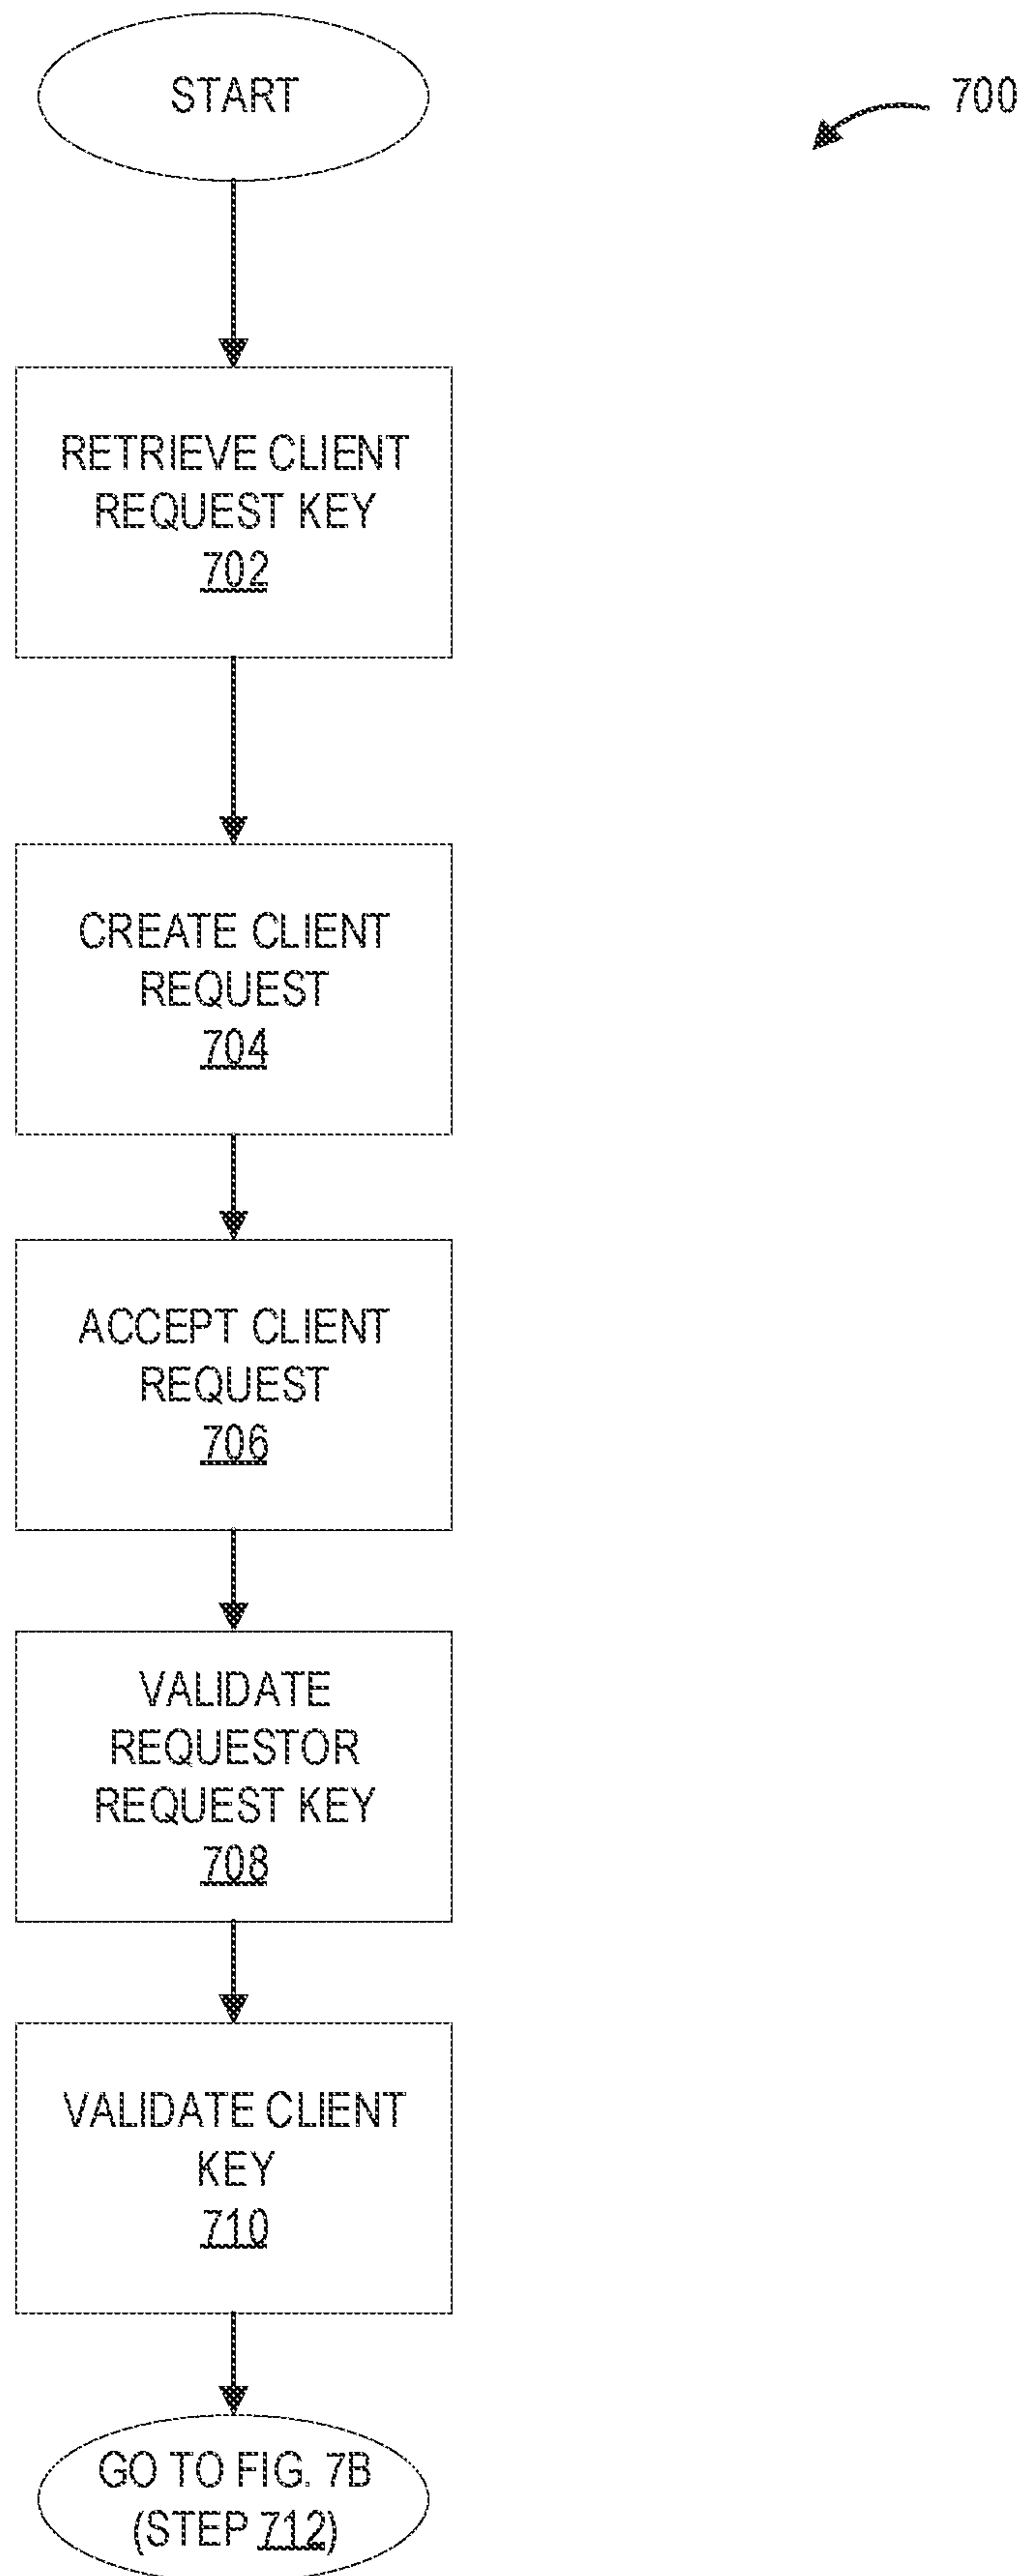 START
700
RETRIEVE CLIENT
REQUEST KEY
702
CREATE CLIENT
REQUEST
704
ACCEPT CLIENT
REQUEST
706
VALIDATE
REQUESTOR
REQUEST KEY
708
VALIDATE CLIENT
KEY
710
GO TO FIG. 7B
(STEP 712)